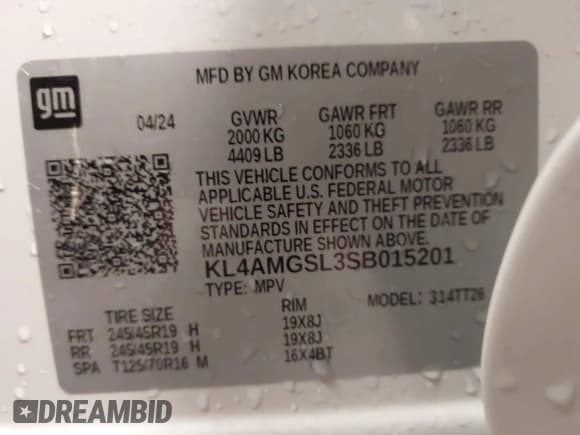 MFD BY GM KOREA COMPANY
gm
04/24 GVWR GAWR FRT GAWR RR
2000 KG 1060 KG 1060 KG
4409 LB 2336 LB 2336 LB
THIS VEHICLE CONFORMS TO ALL
APPLICABLE U.S. FEDERAL MOTOR
VEHICLE SAFETY AND THEFT PREVENTION
STANDARDS IN EFFECT ON THE DATE OF
MANUFACTURE SHOWN ABOVE.
KL4AMGSL3SB015201
TYPE: MPV MODEL: 314TT26
TIRE SIZE RIM
FRT 245/45R19 H 19X8J
RR 245/45R19 H 19X8J
SPA T125/70R16 M 16X4BT
DREAMBID